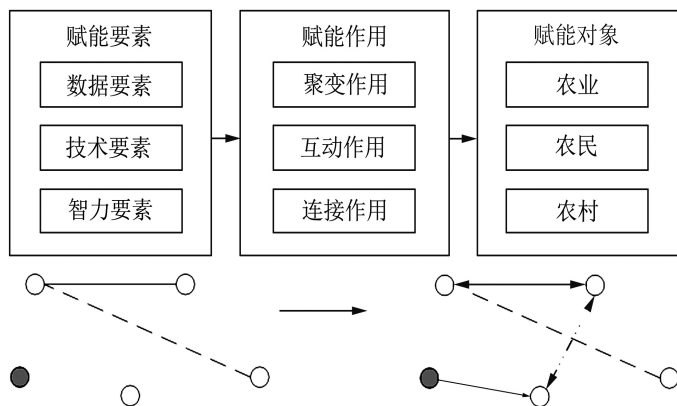 赋能要素
数据要素
技术要素
智力要素
赋能作用
聚变作用
互动作用
连接作用
赋能对象
农业
农民
农村